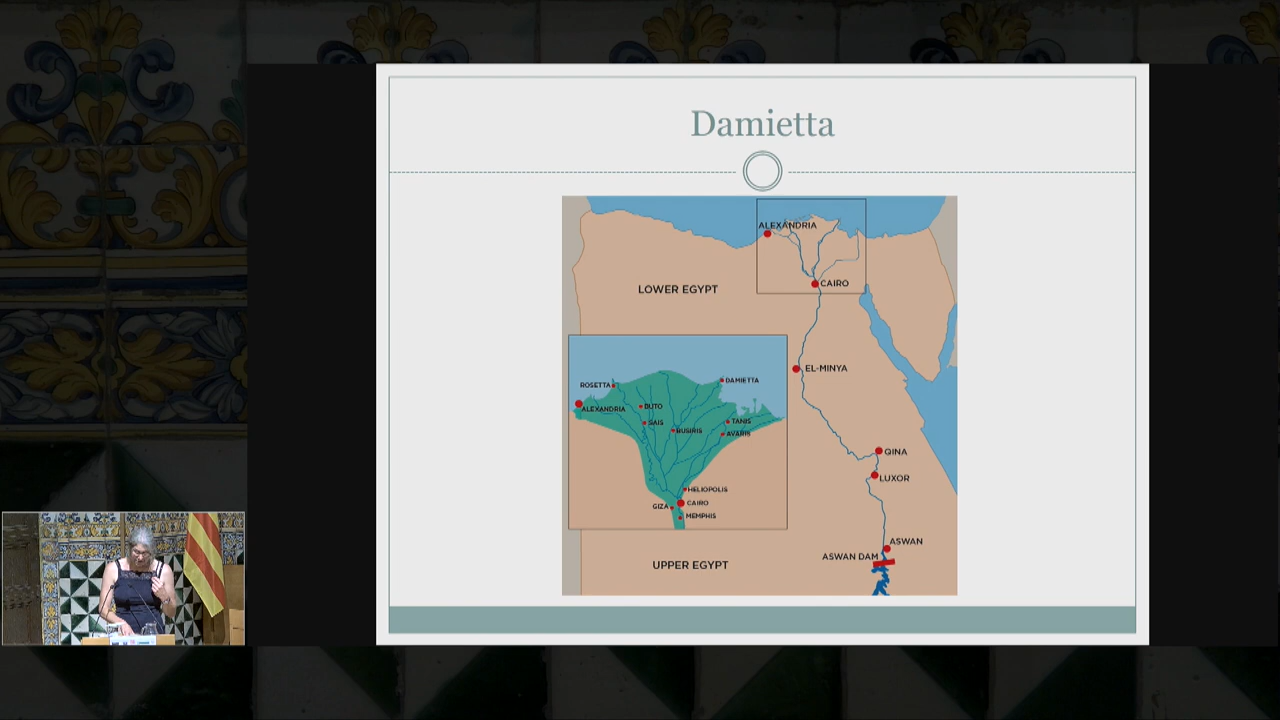 Damietta
ALEXANDRIA
CAIRO
LOWER EGYPT
EL-MINYA
ROSETTA
DAMIETTA
ALEXANDRIA
BUTO
SAIS
BUSIRIS
TANIS
AVARIS
GINA
LUXOR
HELIOPOLIS
CAIRO
GIZA
MEMPHIS
ASWAN
ASWAN DAM
UPPER EGYPT